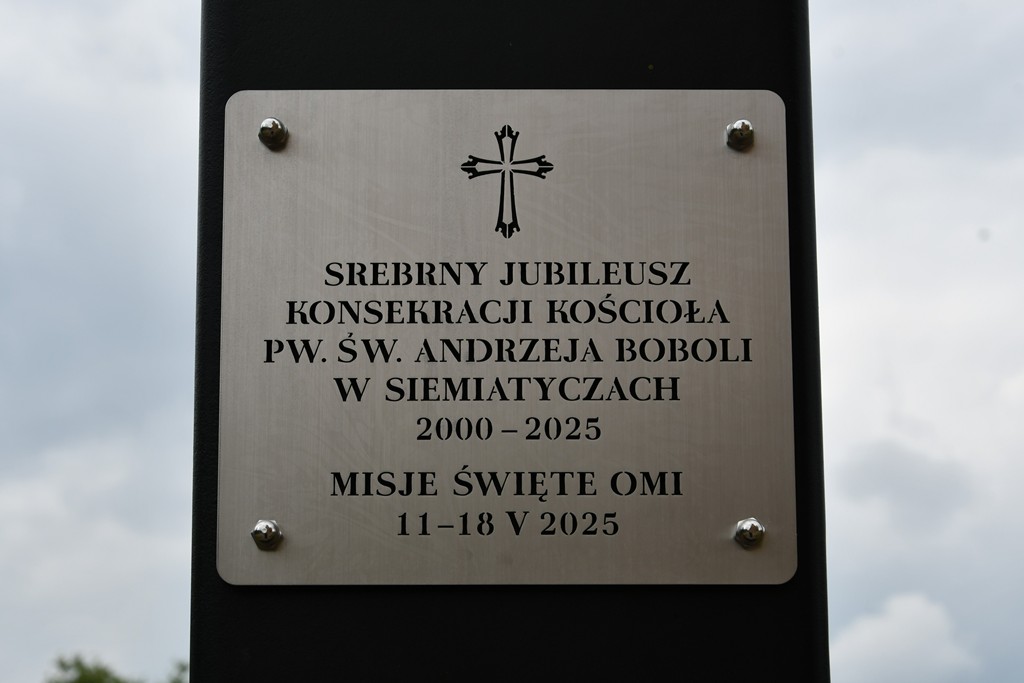 SREBRNY JUBILEUSZ
KONSEKRACJI KOŚCIOŁA
PW. ŚW. ANDRZEJA BOBOLI
W SIEMIATYCZACH
2000 – 2025
MISJE ŚWIĘTE OMI
11–18 V 2025